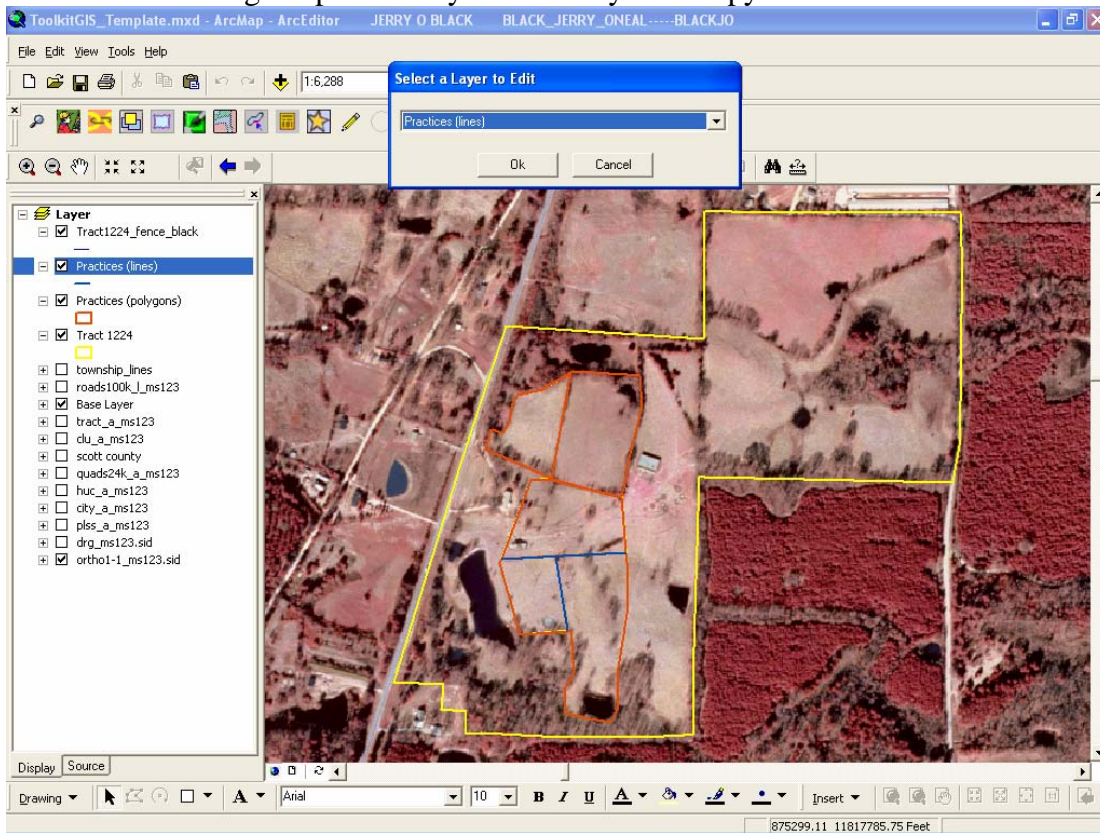 ToolkitGIS_Template.mxd - ArcMap - ArcEditor JERRY O BLACK BLACK_JERRY_ONEAL-----BLACKJO
File Edit View Tools Help
1:6,288
Select a Layer to Edit
Practices (lines)
Ok Cancel
Layer
Tract1224_fence_black
Practices (lines)
Practices (polygons)
Tract 1224
township_lines
roads100k_l_ms123
Base Layer
tract_a_ms123
clu_a_ms123
scott county
quads24k_a_ms123
huc_a_ms123
city_a_ms123
plss_a_ms123
drg_ms123.sid
ortho1-1_ms123.sid
Display Source
Drawing A Arial 10 B I U A Insert
875299.11 11817785.75 Feet